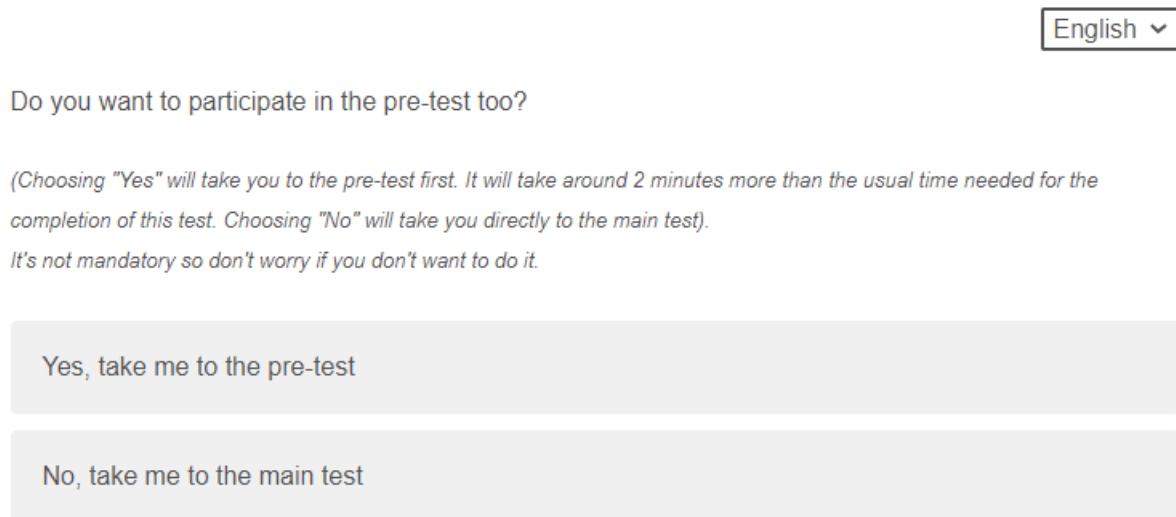 English
Do you want to participate in the pre-test too?
(Choosing "Yes" will take you to the pre-test first. It will take around 2 minutes more than the usual time needed for the
completion of this test. Choosing "No" will take you directly to the main test).
It's not mandatory so don't worry if you don't want to do it.
Yes, take me to the pre-test
No, take me to the main test